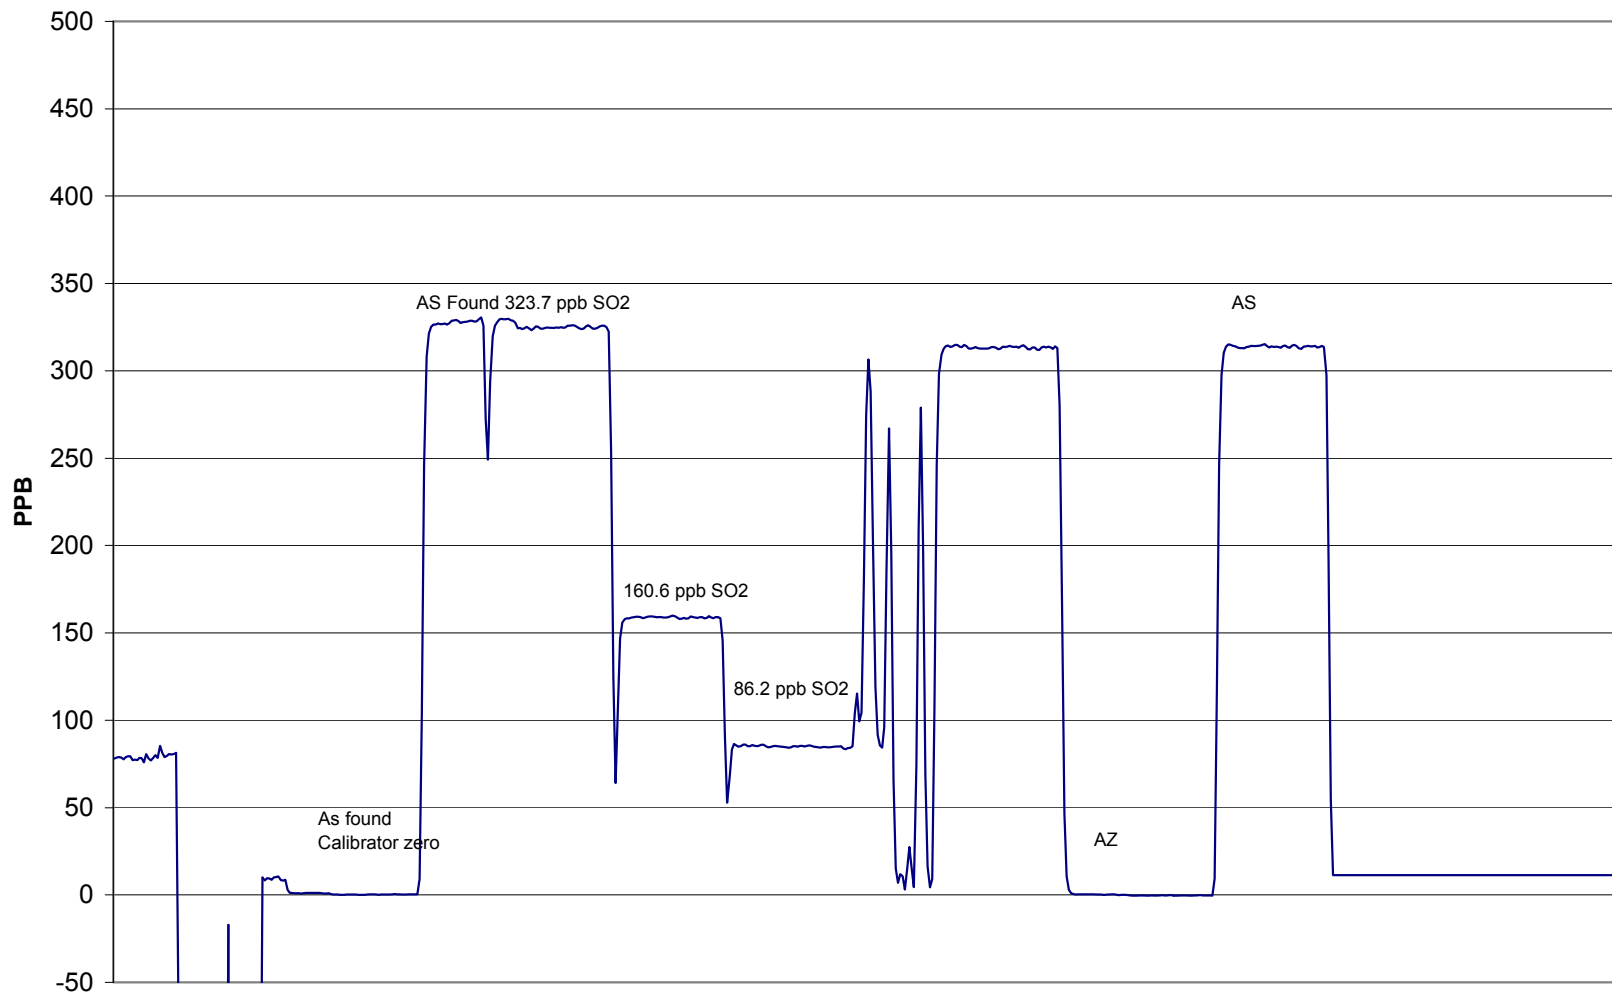 500
450
400
350
AS Found 323.7 ppb SO2
AS
300
250
PPB
200
160.6 ppb SO2
150
86.2 ppb SO2
100
50
As found
Calibrator zero
AZ
0
-50